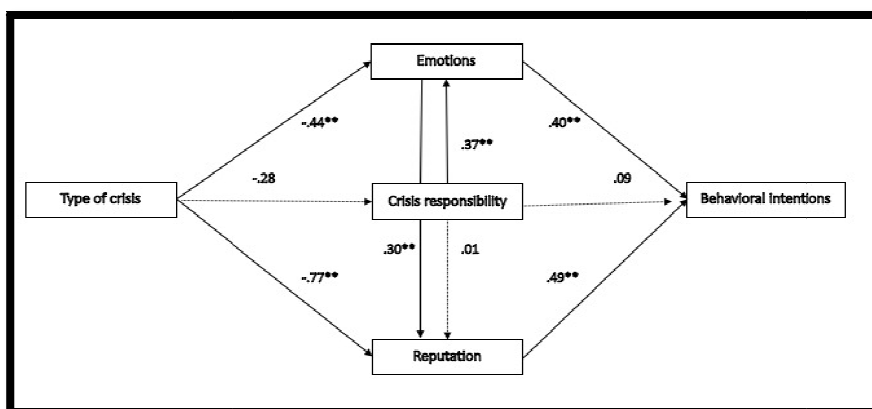 Emotions
-.44**
.37**
.40**
-.28
.09
Type of crisis
Crisis responsibility
Behavioral intentions
.30**
.01
-.77**
.49**
Reputation